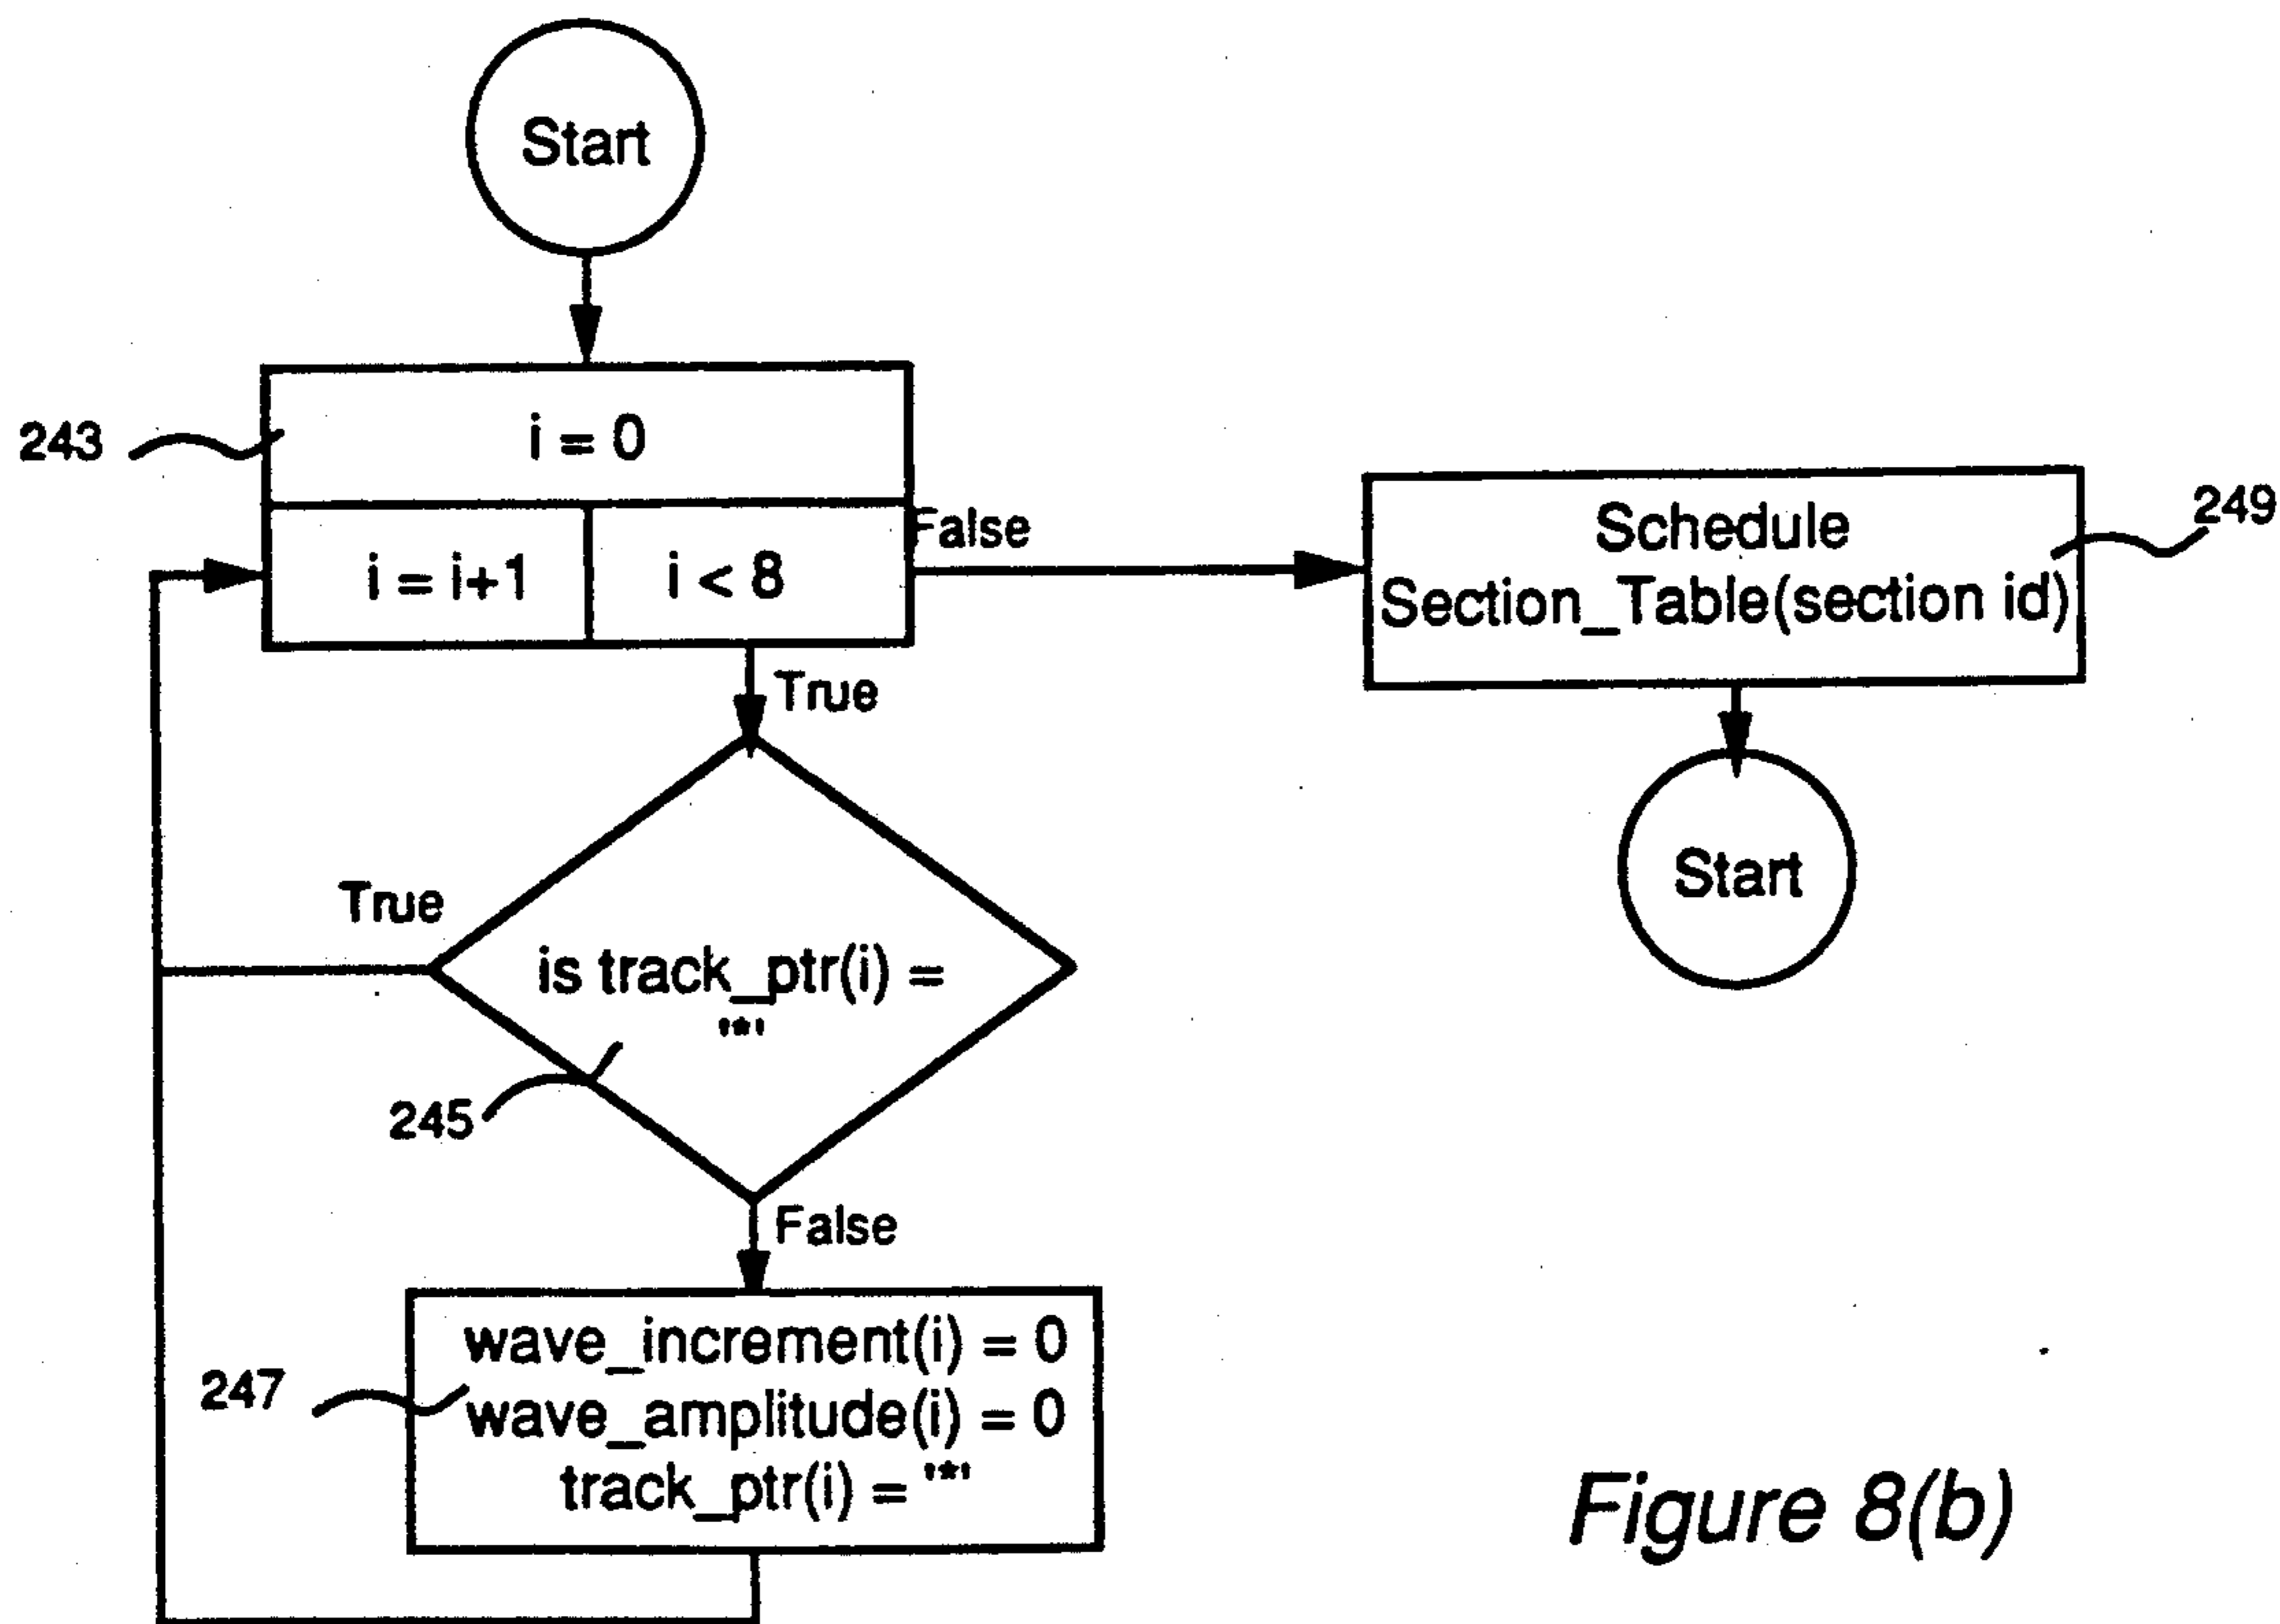 Start
243
i = 0
i = i+1
i < 8
False
Schedule
Section_Table(section id)
249
True
Start
True
is track_ptr(i) =
'*'
245
False
247
wave_increment(i) = 0
wave_amplitude(i) = 0
track_ptr(i) = '*'
Figure 8(b)